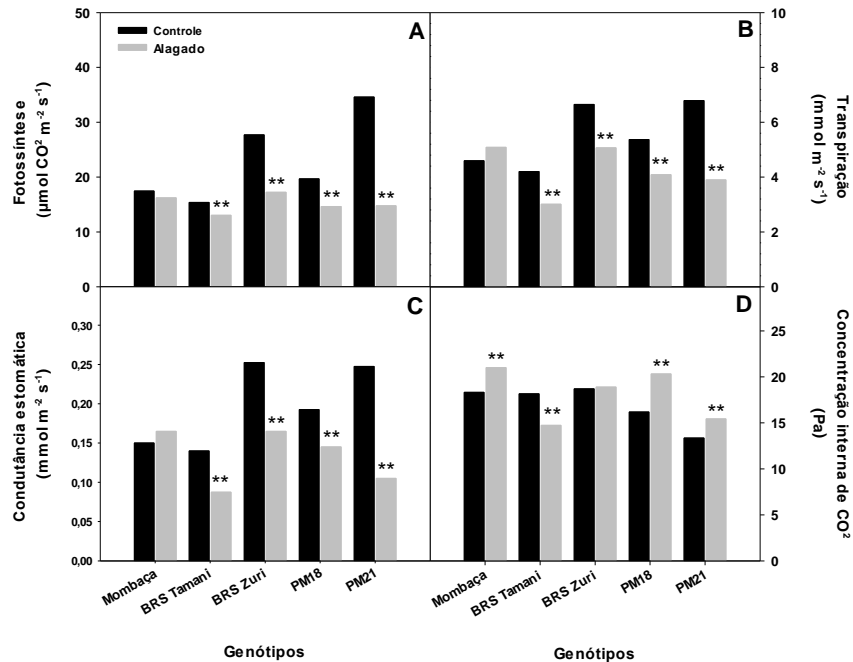 50
40
30
20
10
0
Fotossíntese
(µmol CO² m⁻² s⁻¹)
Controle
Alagado
A
**
**
**
**
B
**
**
**
**
10
8
6
4
2
0
Transpiração
(mmol m⁻² s⁻¹)
0,30
0,25
0,20
0,15
0,10
0,05
0,00
Condutância estomática
(mmol m⁻² s⁻¹)
C
**
**
**
**
Mombaça
BRS Tamani
BRS Zuri
PM18
PM21
Genótipos
D
**
**
**
**
25
20
15
10
5
0
Concentração interna de CO²
(Pa)
Mombaça
BRS Tamani
BRS Zuri
PM18
PM21
Genótipos